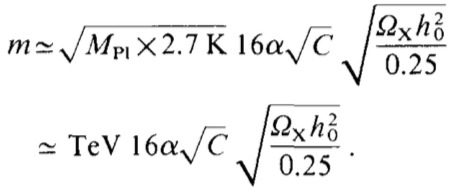 m ≃ √(M_Pl × 2.7 K) 16α√C √(Ω_X h_0^2 / 0.25)
≃ TeV 16α√C √(Ω_X h_0^2 / 0.25) .